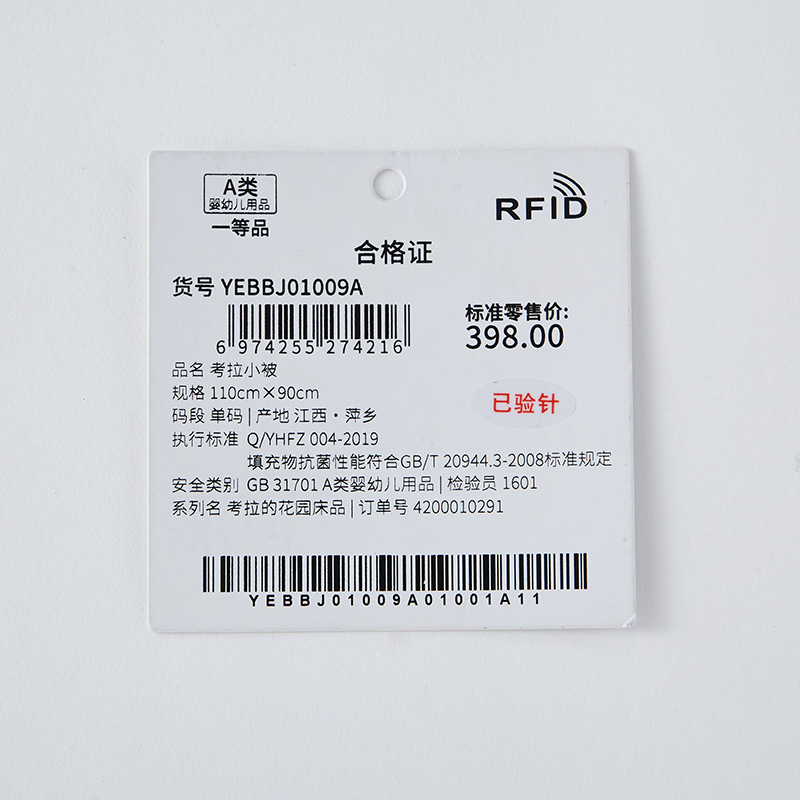 A类
婴幼儿用品
一等品
RFID
合格证
货号 YEBBJ01009A
6 974255 274216
标准零售价:
398.00
品名 考拉小被
规格 110cm×90cm
码段 单码 | 产地 江西·萍乡
已验针
执行标准 Q/YHFZ 004-2019
填充物抗菌性能符合GB/T 20944.3-2008标准规定
安全类别 GB 31701 A类婴幼儿用品 | 检验员 1601
系列名 考拉的花园床品 | 订单号 4200010291
YEBBJ01009A01001A11